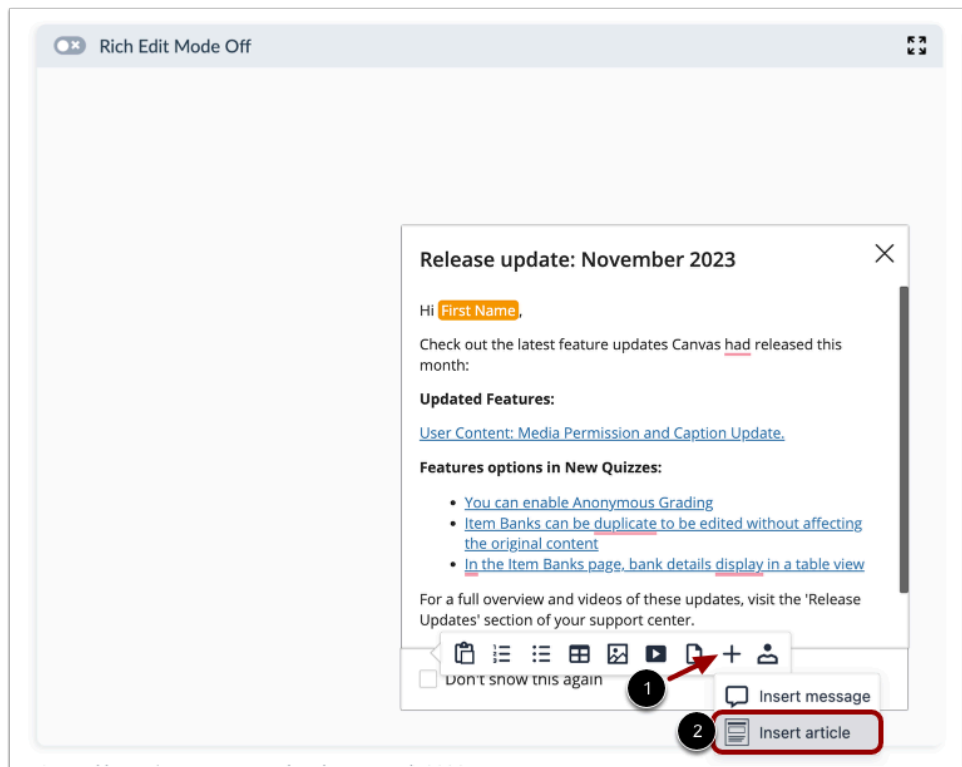 Rich Edit Mode Off
Release update: November 2023
Hi First Name,
Check out the latest feature updates Canvas had released this
month:
Updated Features:
User Content: Media Permission and Caption Update.
Features options in New Quizzes:
• You can enable Anonymous Grading
• Item Banks can be duplicate to be edited without affecting
the original content
• In the Item Banks page, bank details display in a table view
For a full overview and videos of these updates, visit the 'Release
Updates' section of your support center.
Don't show this again
1
Insert message
2
Insert article